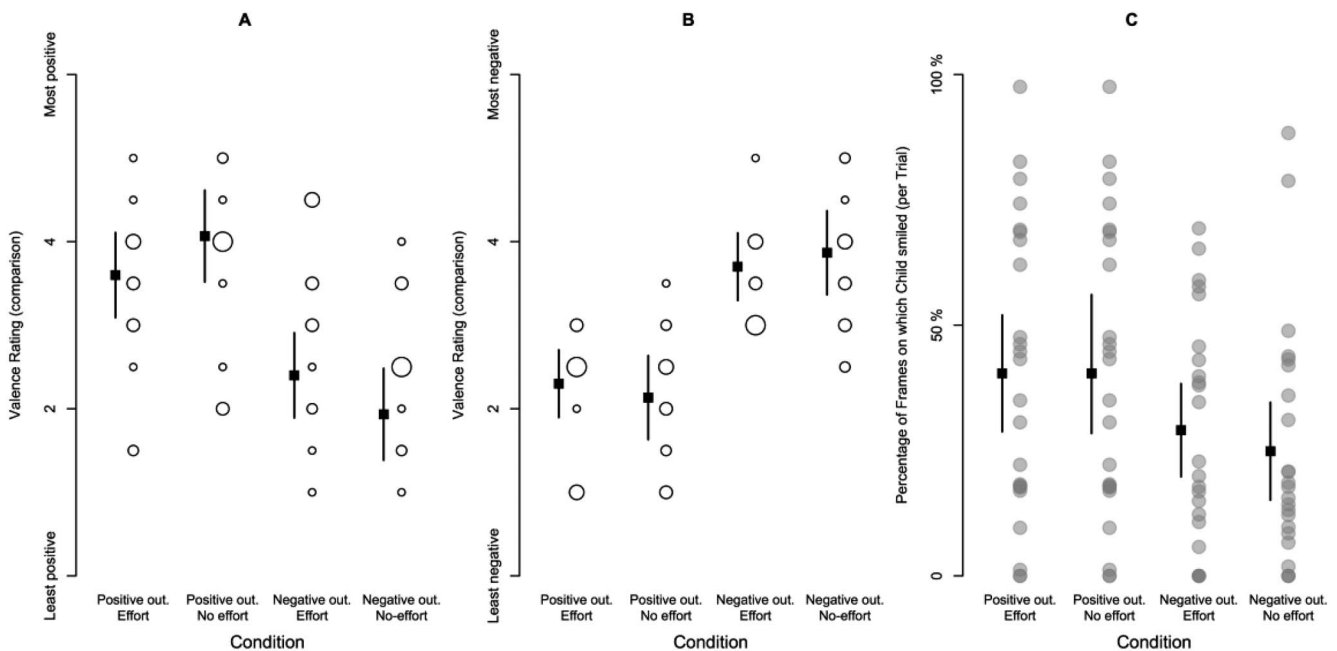 A
Most positive
Valence Rating (comparison)
4
2
Least positive
Positive out.
Effort
Positive out.
No effort
Negative out.
Effort
Negative out.
No-effort
Condition
B
Most negative
Valence Rating (comparison)
4
2
Least negative
Positive out.
Effort
Positive out.
No effort
Negative out.
Effort
Negative out.
No-effort
Condition
C
Percentage of Frames on which Child smiled (per Trial)
100 %
50 %
0
Positive out.
Effort
Positive out.
No effort
Negative out.
Effort
Negative out.
No effort
Condition